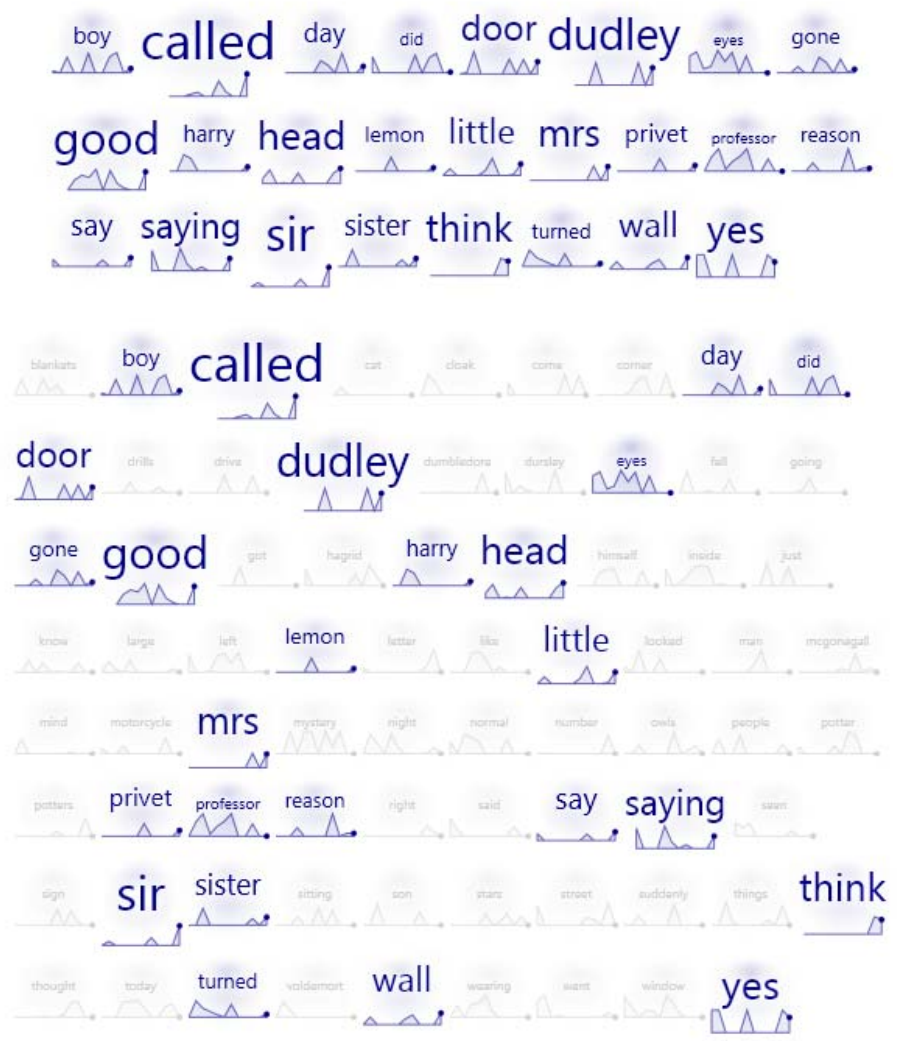 boy called day did door dudley eyes gone
good harry head lemon little mrs privet professor reason
say saying sir sister think turned wall yes
blankets boy called cat cloak come corner day did
door drills drive dudley dumbledore dursley eyes fell going
gone good got hagrid harry head himself inside just
know large left lemon letter like little looked man mcgonagall
mind motorcycle mrs mystery night normal number owls people potter
potters privet professor reason right said say saying seen
sign sir sister sitting son stars street suddenly things think
thought today turned voldemort wall wearing went window yes